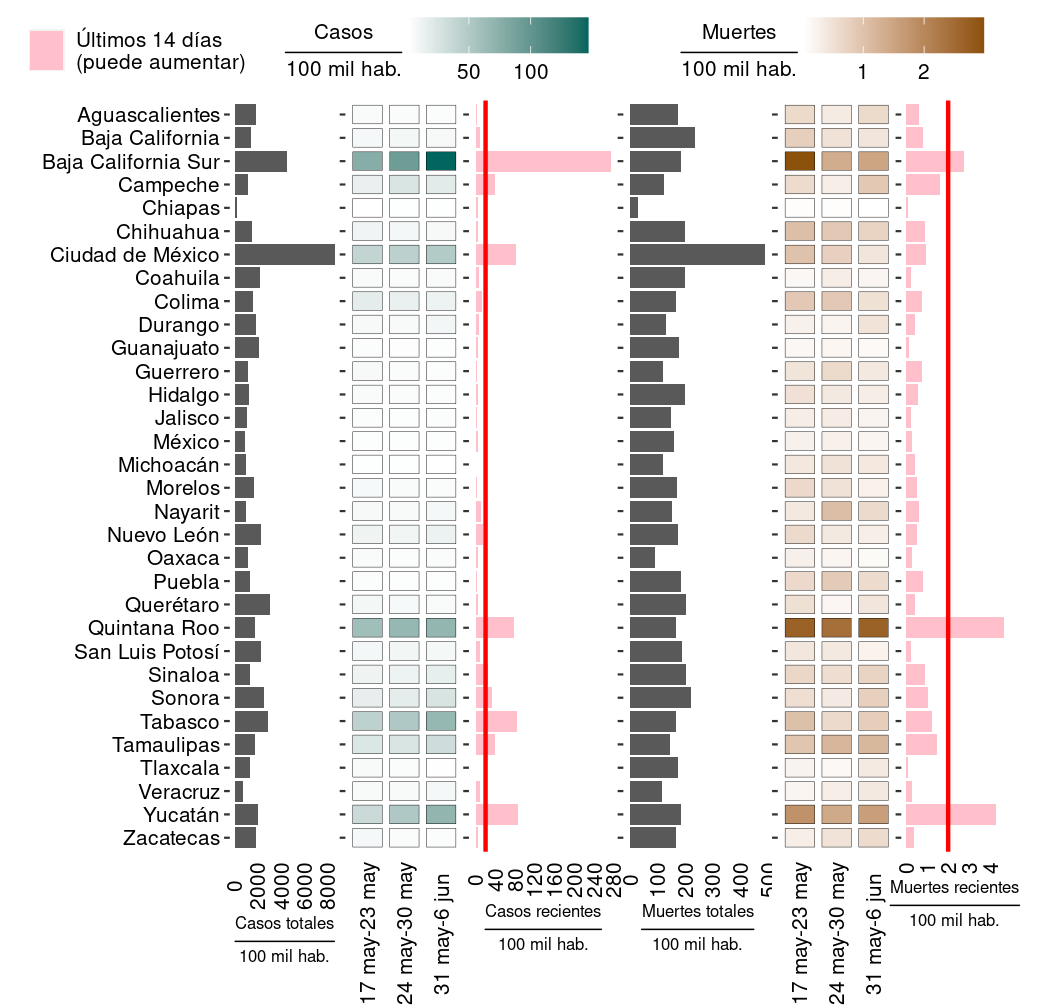 Últimos 14 días
(puede aumentar)
Casos
100 mil hab.
50 100
Muertes
100 mil hab.
1 2
Aguascalientes
Baja California
Baja California Sur
Campeche
Chiapas
Chihuahua
Ciudad de México
Coahuila
Colima
Durango
Guanajuato
Guerrero
Hidalgo
Jalisco
México
Michoacán
Morelos
Nayarit
Nuevo León
Oaxaca
Puebla
Querétaro
Quintana Roo
San Luis Potosí
Sinaloa
Sonora
Tabasco
Tamaulipas
Tlaxcala
Veracruz
Yucatán
Zacatecas
0 2000 4000 6000 8000
Casos totales
100 mil hab.
17 may-23 may
24 may-30 may
31 may-6 jun
0 40 80 120 160 200 240 280
Casos recientes
100 mil hab.
0 100 200 300 400 500
Muertes totales
100 mil hab.
17 may-23 may
24 may-30 may
31 may-6 jun
0 1 2 3 4
Muertes recientes
100 mil hab.